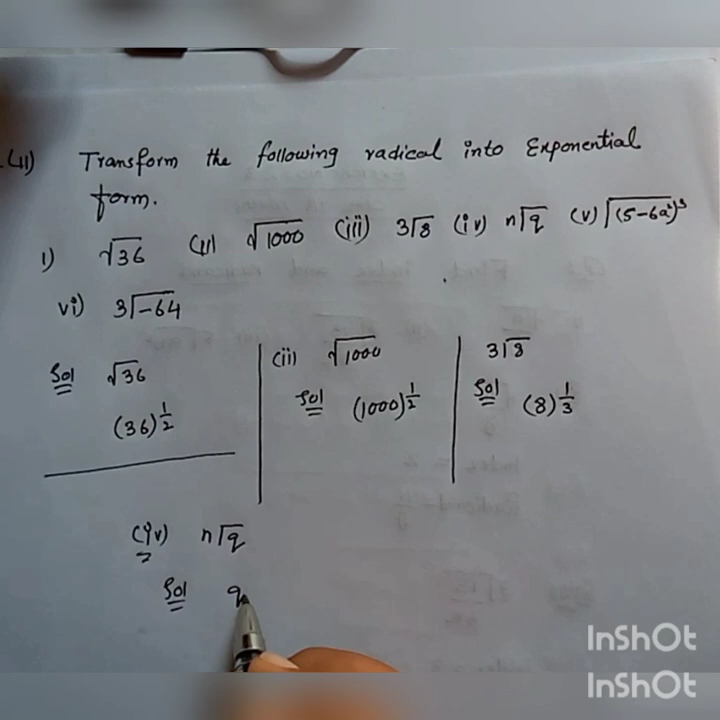 (11) Transform the following radical into Exponential
form.
1) √36 (ii) √1000 (iii) 3√8 (iv) n√q (v) √(5-6a²)³
vi) 3√-64
Sol √36
(36)^1/2
(ii) √1000
Sol (1000)^1/2
3√8
Sol (8)^1/3
(iv) n√q
Sol q
InShOt
InShOt